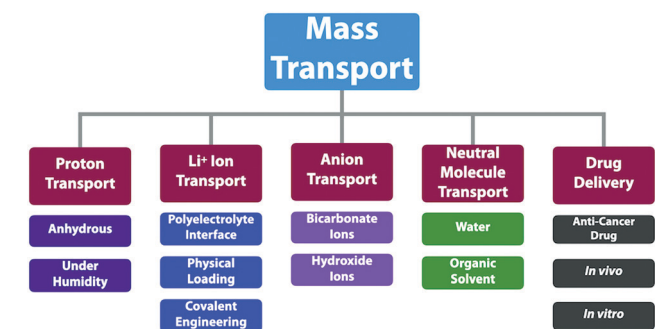 Mass
Transport
Proton
Transport
Li⁺ Ion
Transport
Anion
Transport
Neutral
Molecule
Transport
Drug
Delivery
Anhydrous
Under
Humidity
Polyelectrolyte
Interface
Physical
Loading
Covalent
Engineering
Bicarbonate
Ions
Hydroxide
Ions
Water
Organic
Solvent
Anti-Cancer
Drug
In vivo
In vitro